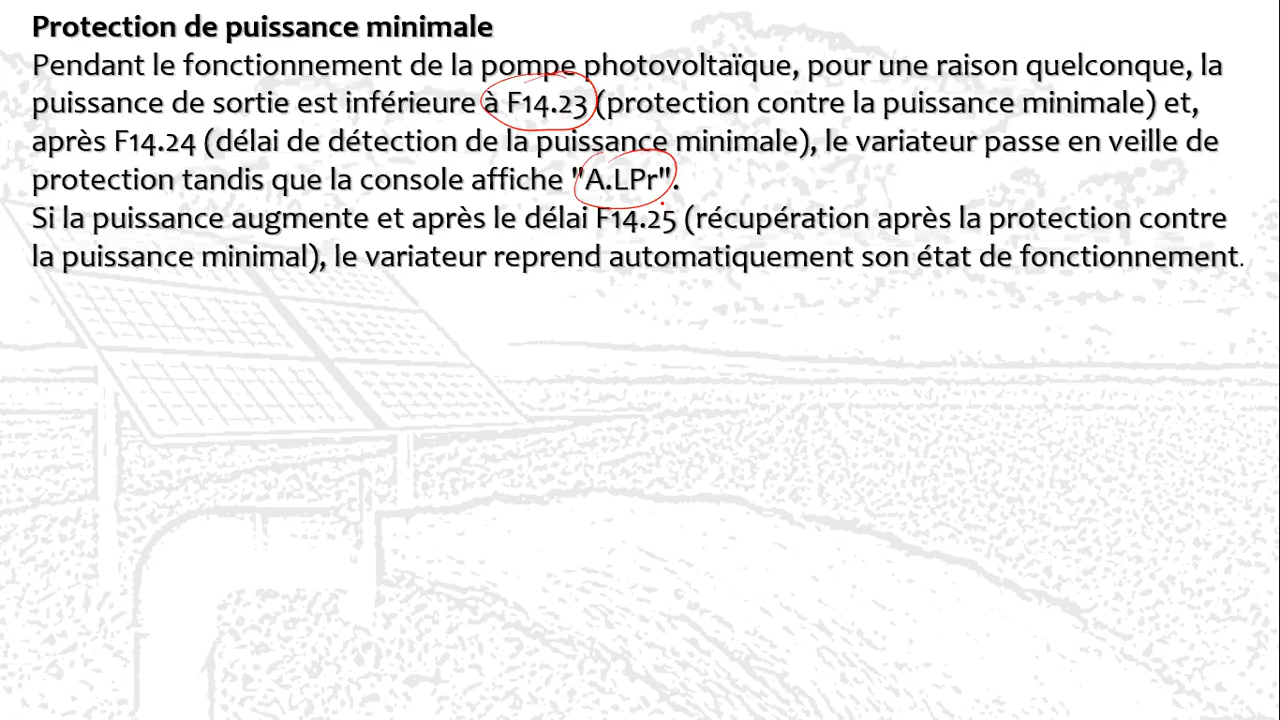 Protection de puissance minimale
Pendant le fonctionnement de la pompe photovoltaïque, pour une raison quelconque, la
puissance de sortie est inférieure à F14.23 (protection contre la puissance minimale) et,
après F14.24 (délai de détection de la puissance minimale), le variateur passe en veille de
protection tandis que la console affiche "A.LPr".
Si la puissance augmente et après le délai F14.25 (récupération après la protection contre
la puissance minimal), le variateur reprend automatiquement son état de fonctionnement.